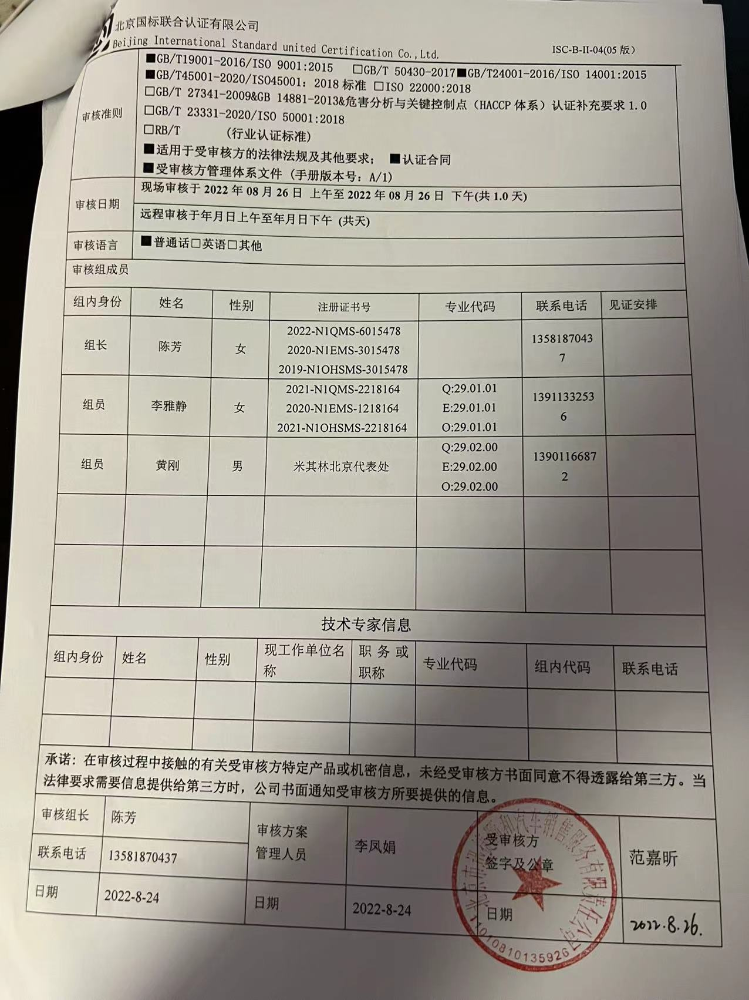 北京国标联合认证有限公司
Beijing International Standard united Certification Co.,Ltd.
ISC-B-II-04(05 版)
审核准则
■GB/T19001-2016/ISO 9001:2015 □GB/T 50430-2017■GB/T24001-2016/ISO 14001:2015
■GB/T45001-2020/ISO45001：2018 标准 □ISO 22000:2018
□GB/T 27341-2009&GB 14881-2013&危害分析与关键控制点（HACCP 体系）认证补充要求 1.0
□GB/T 23331-2020/ISO 50001:2018
□RB/T （行业认证标准）
■适用于受审核方的法律法规及其他要求； ■认证合同
■受审核方管理体系文件（手册版本号：A/1）
审核日期
现场审核于 2022 年 08 月 26 日 上午至 2022 年 08 月 26 日 下午(共 1.0 天)
远程审核于年月日上午至年月日下午 (共天)
审核语言 ■普通话□英语□其他
审核组成员
组内身份 姓名 性别 注册证书号 专业代码 联系电话 见证安排
组长 陈芳 女
2022-N1QMS-6015478
2020-N1EMS-3015478
2019-N1OHSMS-3015478
1358187043
7
组员 李雅静 女
2021-N1QMS-2218164
2020-N1EMS-1218164
2021-N1OHSMS-2218164
Q:29.01.01
E:29.01.01
O:29.01.01
1391133253
6
组员 黄刚 男 米其林北京代表处
Q:29.02.00
E:29.02.00
O:29.02.00
1390116687
2
技术专家信息
组内身份 姓名 性别
现工作单位名
称
职 务 或
职称
专业代码 组内代码 联系电话
承诺：在审核过程中接触的有关受审核方特定产品或机密信息，未经受审核方书面同意不得透露给第三方。当
法律要求需要信息提供给第三方时，公司书面通知受审核方所要提供的信息。
审核组长 陈芳
联系电话 13581870437
日期 2022-8-24
审核方案
管理人员
李凤娟
日期 2022-8-24
受审核方
签字及公章
范嘉昕
日期 2022.8.26.
汽车销售服务有限责任公司
1101081013592​6